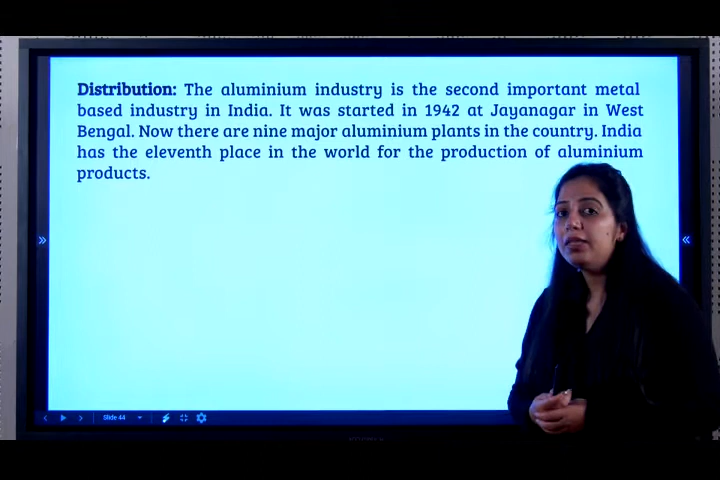 Distribution: The aluminium industry is the second important metal
based industry in India. It was started in 1942 at Jayanagar in West
Bengal. Now there are nine major aluminium plants in the country. India
has the eleventh place in the world for the production of aluminium
products.
Slide 44